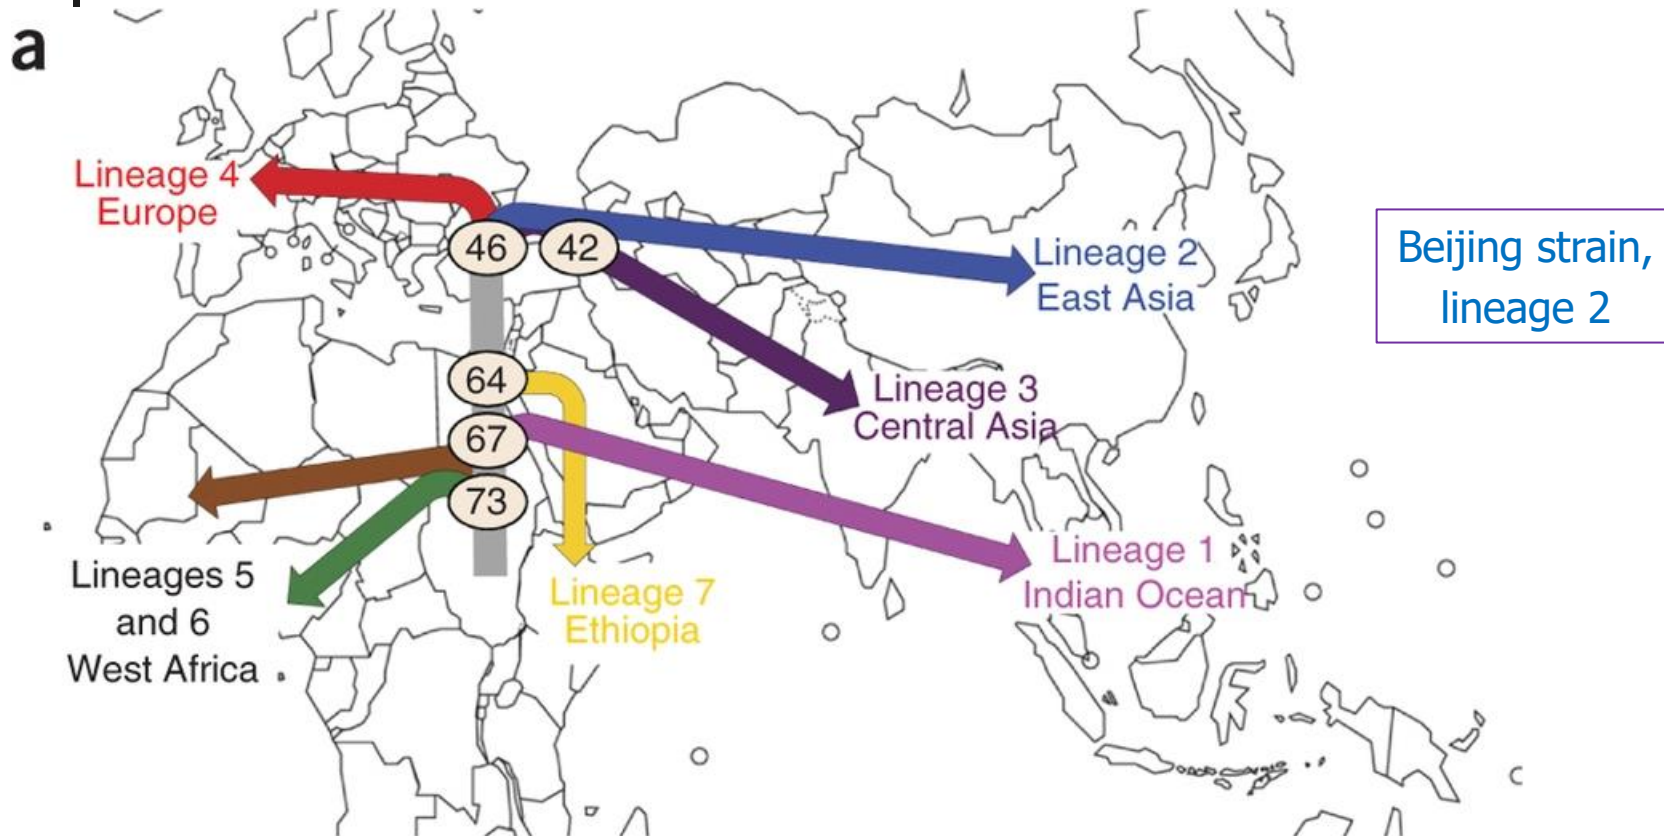 a
Lineage 4
Europe
46
42
Lineage 2
East Asia
Beijing strain,
lineage 2
64
Lineage 3
Central Asia
67
73
Lineage 1
Indian Ocean
Lineages 5
and 6
West Africa
Lineage 7
Ethiopia